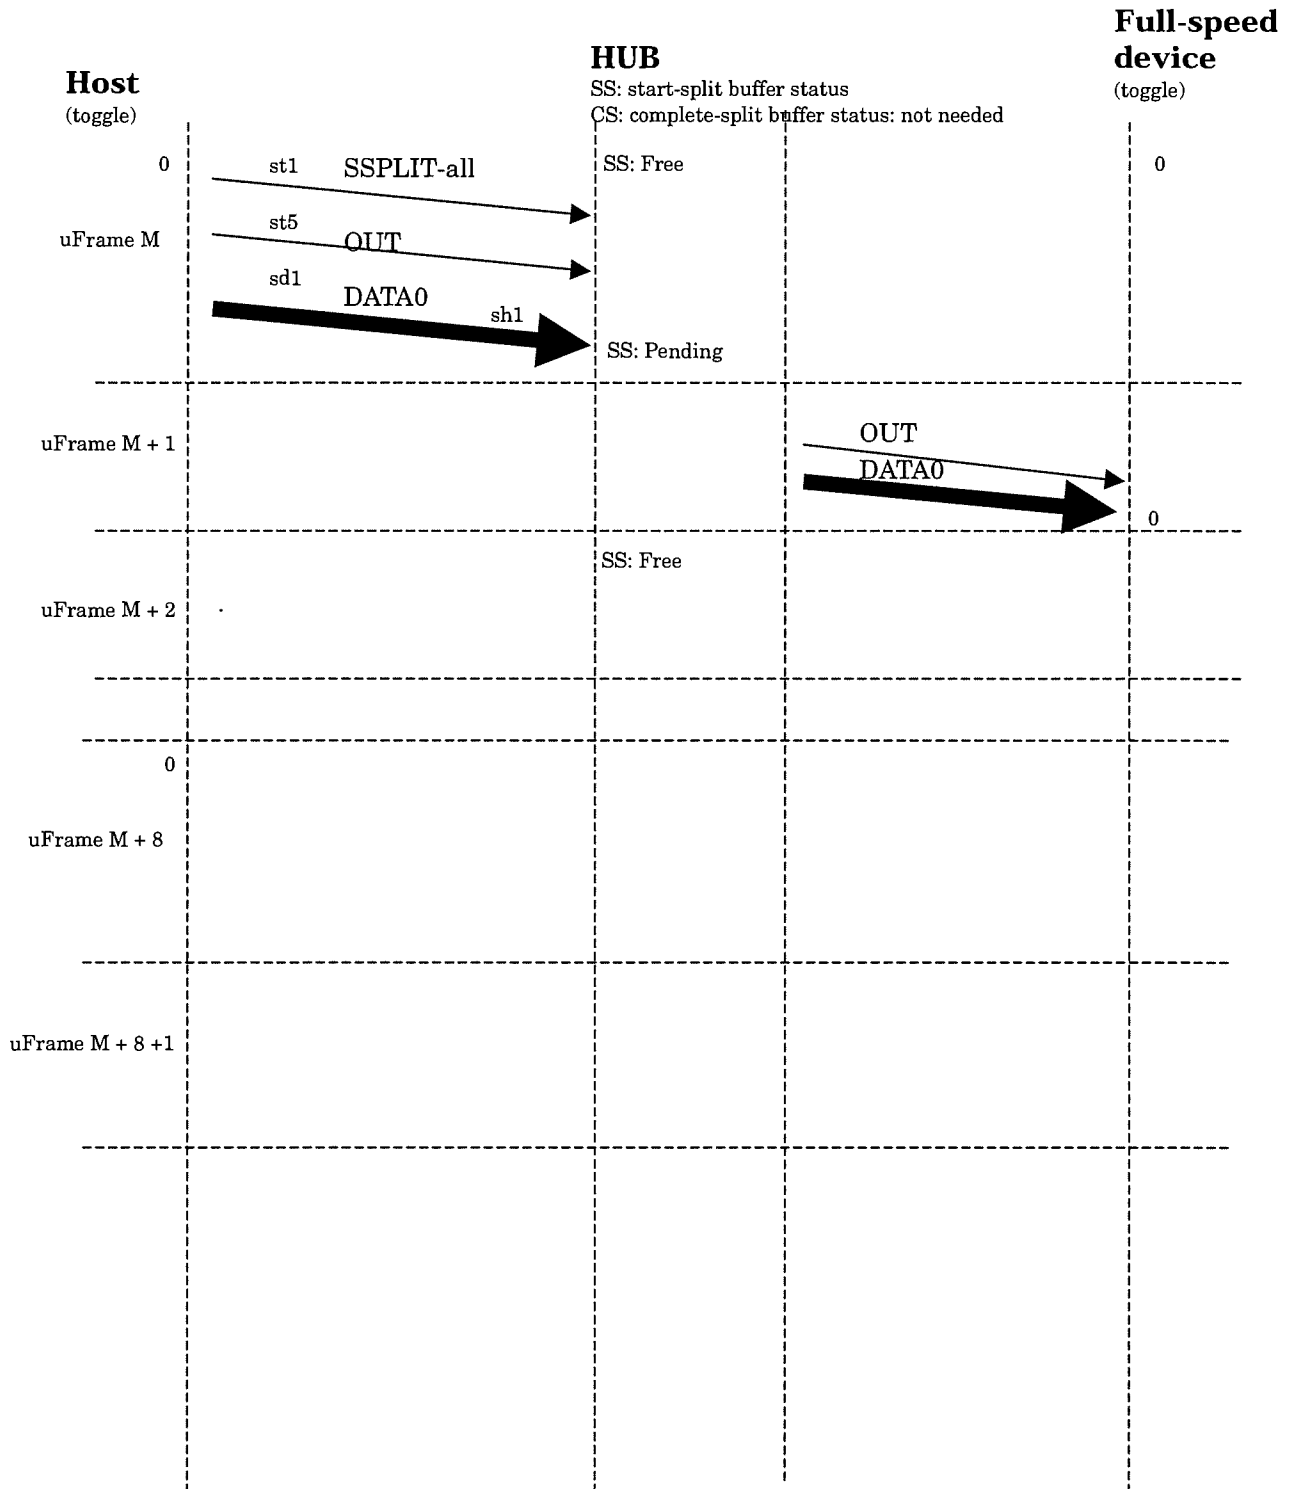 Full-speed
device
(toggle)
HUB
SS: start-split buffer status
CS: complete-split buffer status: not needed
Host
(toggle)
0
st1
SSPLIT-all
SS: Free
0
st5
uFrame M
OUT
sd1
DATA0
sh1
SS: Pending
uFrame M + 1
OUT
DATA0
0
SS: Free
uFrame M + 2
0
uFrame M + 8
uFrame M + 8 +1